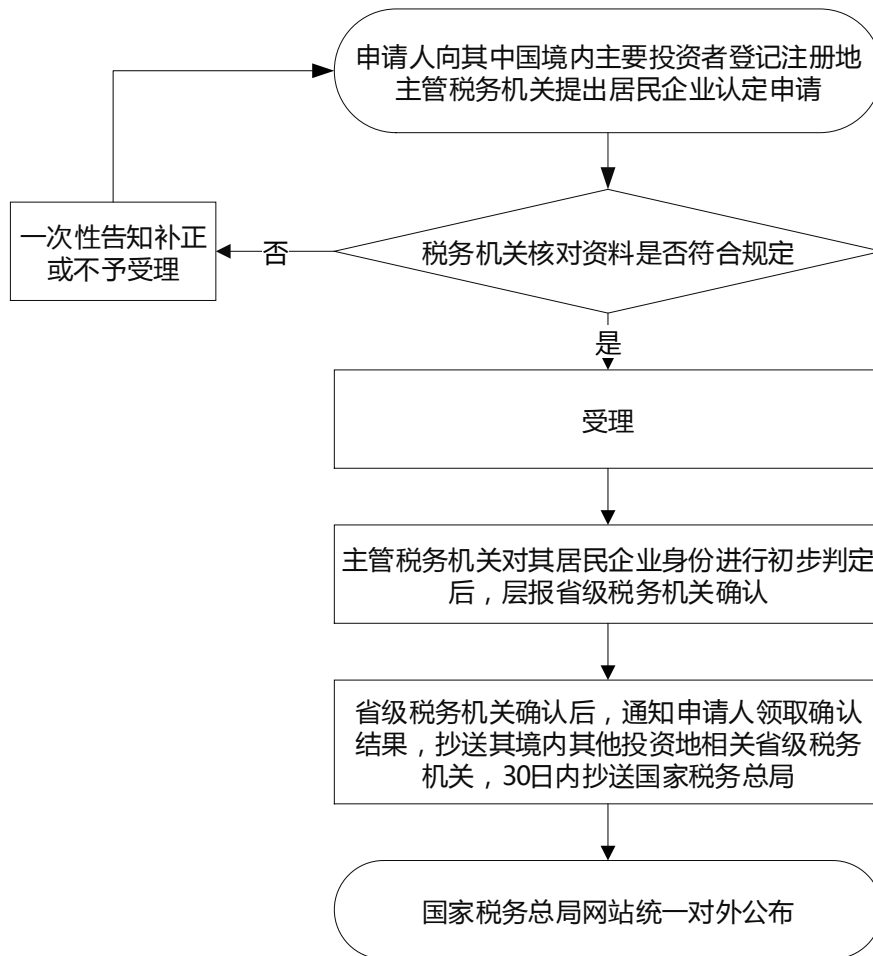 申请人向其中国境内主要投资者登记注册地
主管税务机关提出居民企业认定申请
一次性告知补正
或不予受理
否
税务机关核对资料是否符合规定
是
受理
主管税务机关对其居民企业身份进行初步判定
后，层报省级税务机关确认
省级税务机关确认后，通知申请人领取确认
结果，抄送其境内其他投资地相关省级税务
机关，30日内抄送国家税务总局
国家税务总局网站统一对外公布